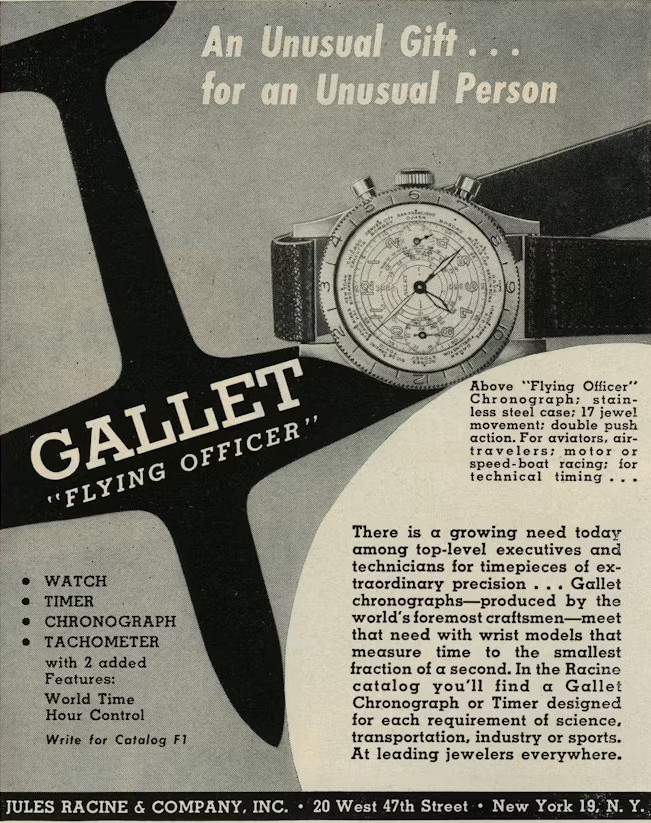 An Unusual Gift . . .
for an Unusual Person
GALLET
"FLYING OFFICER"
Above "Flying Officer"
Chronograph; stain-
less steel case; 17 jewel
movement; double push
action. For aviators, air-
travelers; motor or
speed-boat racing; for
technical timing . . .
There is a growing need today
among top-level executives and
technicians for timepieces of ex-
traordinary precision . . . Gallet
chronographs—produced by the
world's foremost craftsmen—meet
that need with wrist models that
measure time to the smallest
fraction of a second. In the Racine
catalog you'll find a Gallet
Chronograph or Timer designed
for each requirement of science,
transportation, industry or sports.
At leading jewelers everywhere.
• WATCH
• TIMER
• CHRONOGRAPH
• TACHOMETER
with 2 added
Features:
World Time
Hour Control
Write for Catalog F1
JULES RACINE & COMPANY, INC. • 20 West 47th Street • New York 19, N. Y.